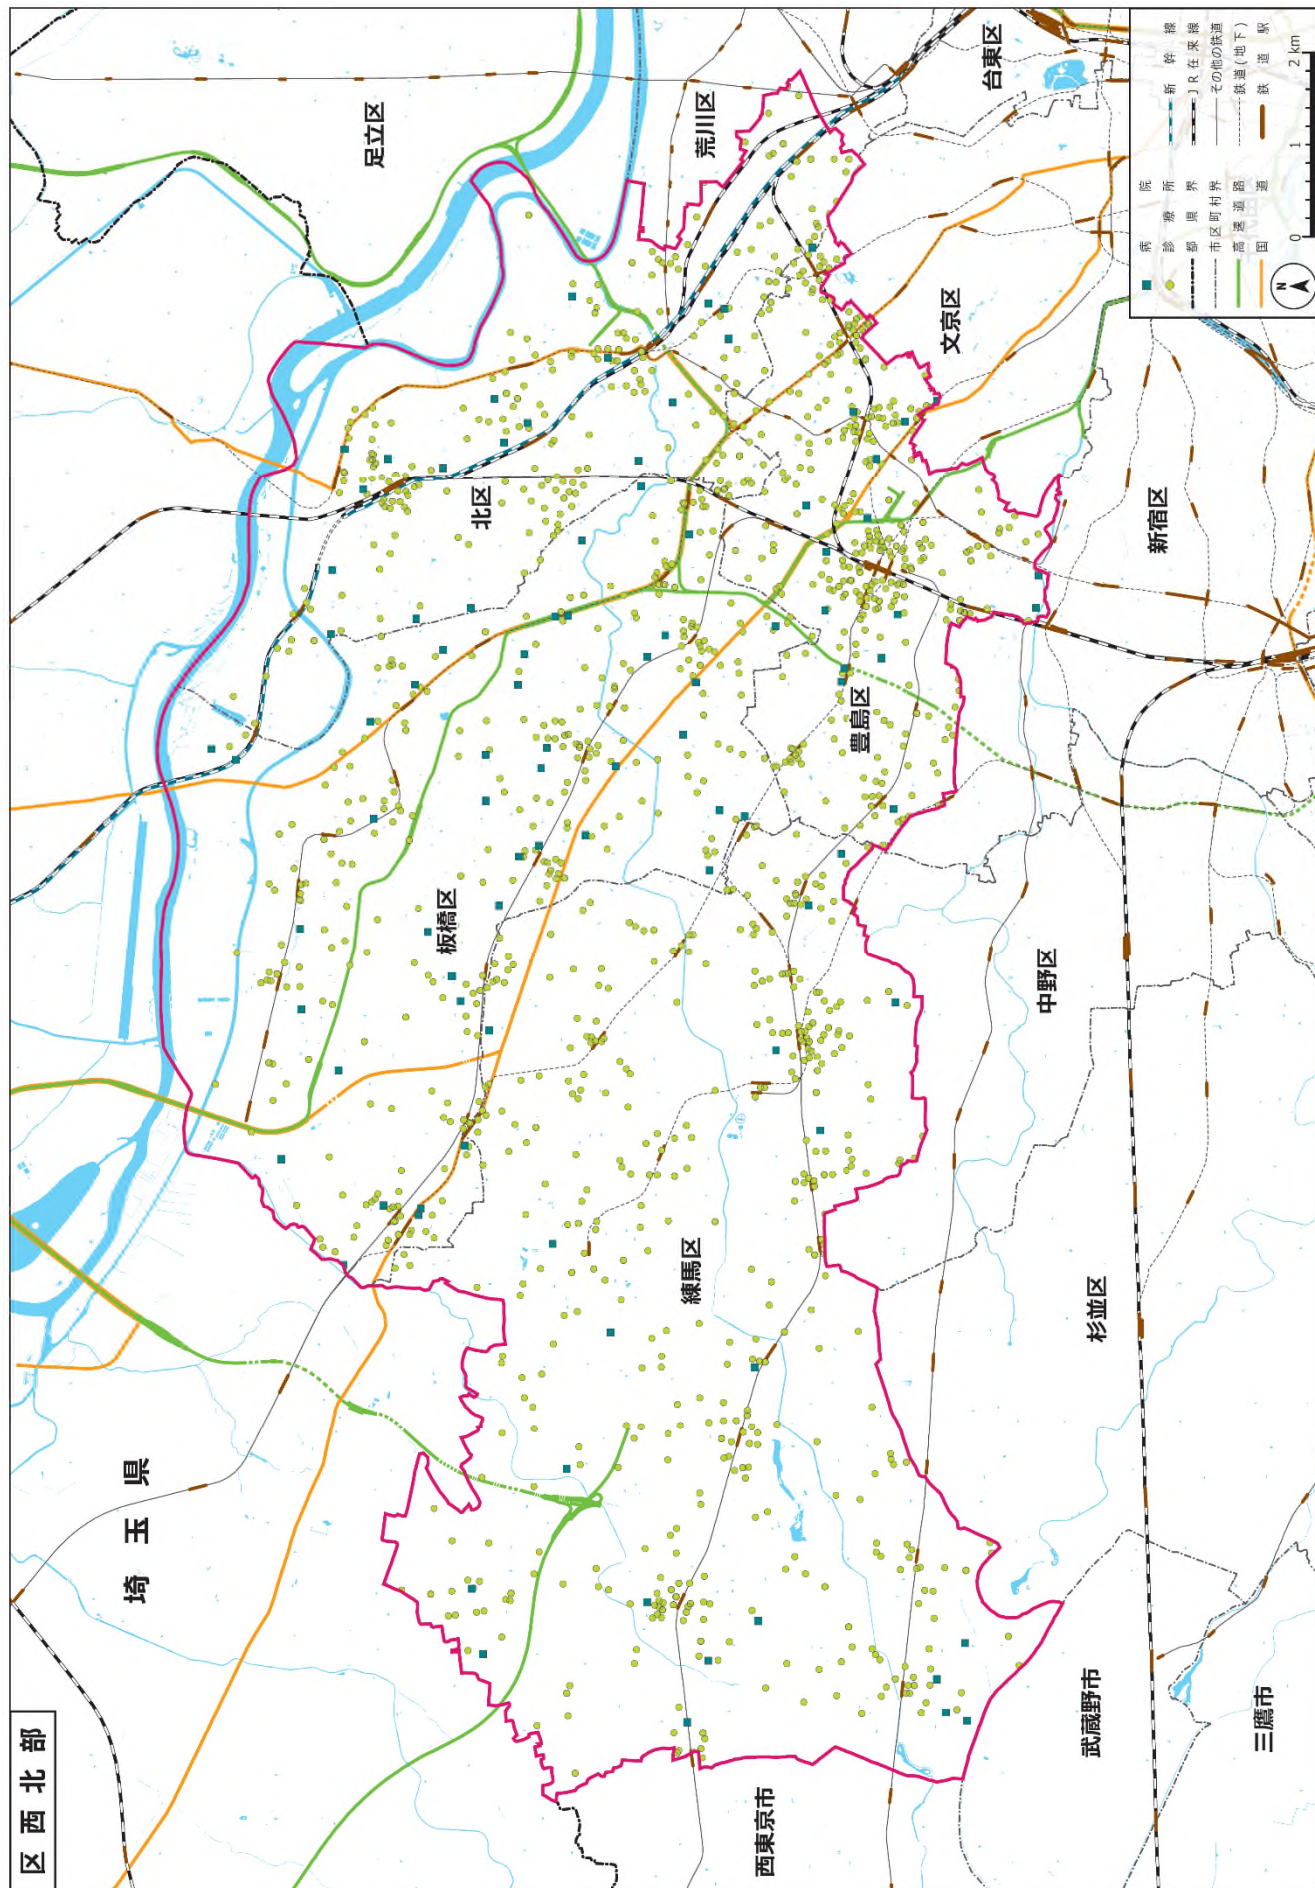 区西北部
埼玉県
足立区
荒川区
台東区
北区
文京区
板橋区
豊島区
新宿区
練馬区
中野区
杉並区
西東京市
武蔵野市
三鷹市
病院
診療所
都県界
市区町村界
高速道路
国道
新幹線
JR在来線
その他の鉄道
鉄道(地下)
鉄道駅
N
0 1 2 km